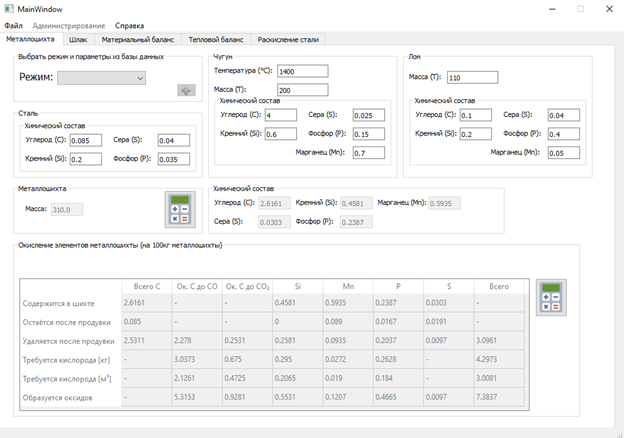 MainWindow
Файл Администрирование Справка
Металлошихта Шлак Материальный баланс Тепловой баланс Раскисление стали
Выбрать режим и параметры из базы данных
Режим:
Чугун
Температура (°C): 1400
Масса (Т): 200
Химический состав
Углерод (C): 4 Сера (S): 0.025
Кремний (Si): 0.6 Фосфор (P): 0.15
Марганец (Mn): 0.7
Лом
Масса (Т): 110
Химический состав
Углерод (C): 0.1 Сера (S): 0.04
Кремний (Si): 0.2 Фосфор (P): 0.4
Марганец (Mn): 0.05
Сталь
Химический состав
Углерод (C): 0.085 Сера (S): 0.04
Кремний (Si): 0.2 Фосфор (P): 0.035
Металлошихта
Масса: 310.0
Химический состав
Углерод (C): 2.6161 Кремний (Si): 0.4581 Марганец (Mn): 0.5935
Сера (S): 0.0303 Фосфор (P): 0.2387
Окисление элементов металлошихты (на 100кг металлошихты)
Всего C Ок. C до CO Ок. C до CO₂ Si Mn P S Всего
Содержится в шихте 2.6161 - - 0.4581 0.5935 0.2387 0.0303 -
Остаётся после продувки 0.085 - - 0 0.089 0.0167 0.0191 -
Удаляется после продувки 2.5311 2.278 0.2531 0.2581 0.0935 0.2037 0.0097 3.0961
Требуется кислорода [кг] - 3.0373 0.675 0.295 0.0272 0.2628 - 4.2973
Требуется кислорода [м³] - 2.1261 0.4725 0.2065 0.019 0.184 - 3.0081
Образуется оксидов - 5.3153 0.9281 0.5531 0.1207 0.4665 0.0097 7.3837